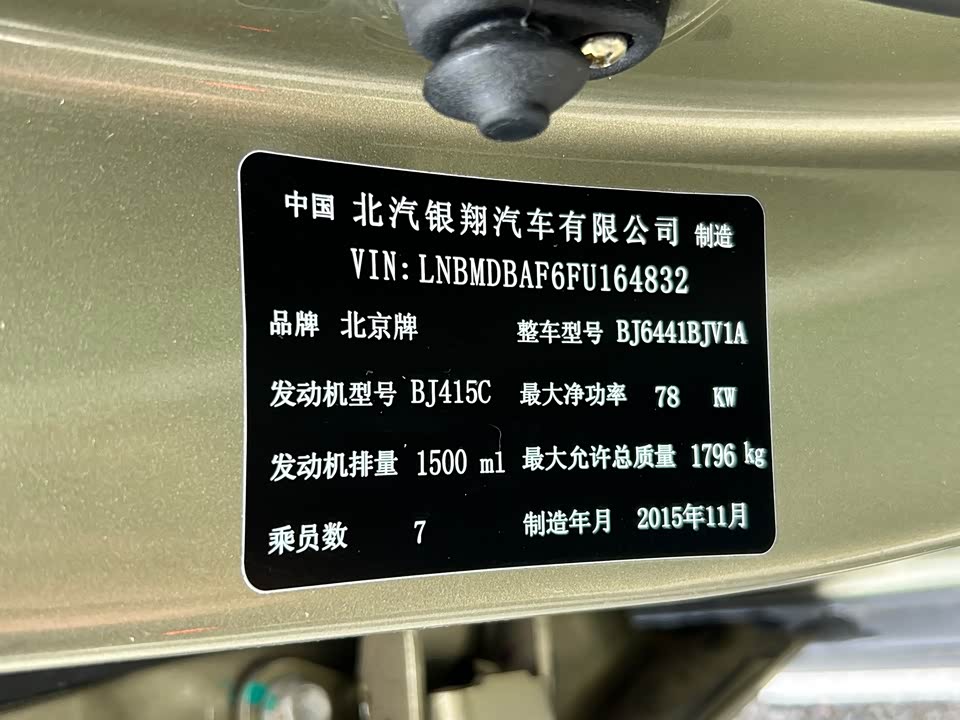 中国 北汽银翔汽车有限公司 制造
VIN: LNBMDBAF6FU164832
品牌 北京牌 整车型号 BJ6441BJV1A
发动机型号 BJ415C 最大净功率 78 KW
发动机排量 1500 ml 最大允许总质量 1796 kg
乘员数 7 制造年月 2015年11月